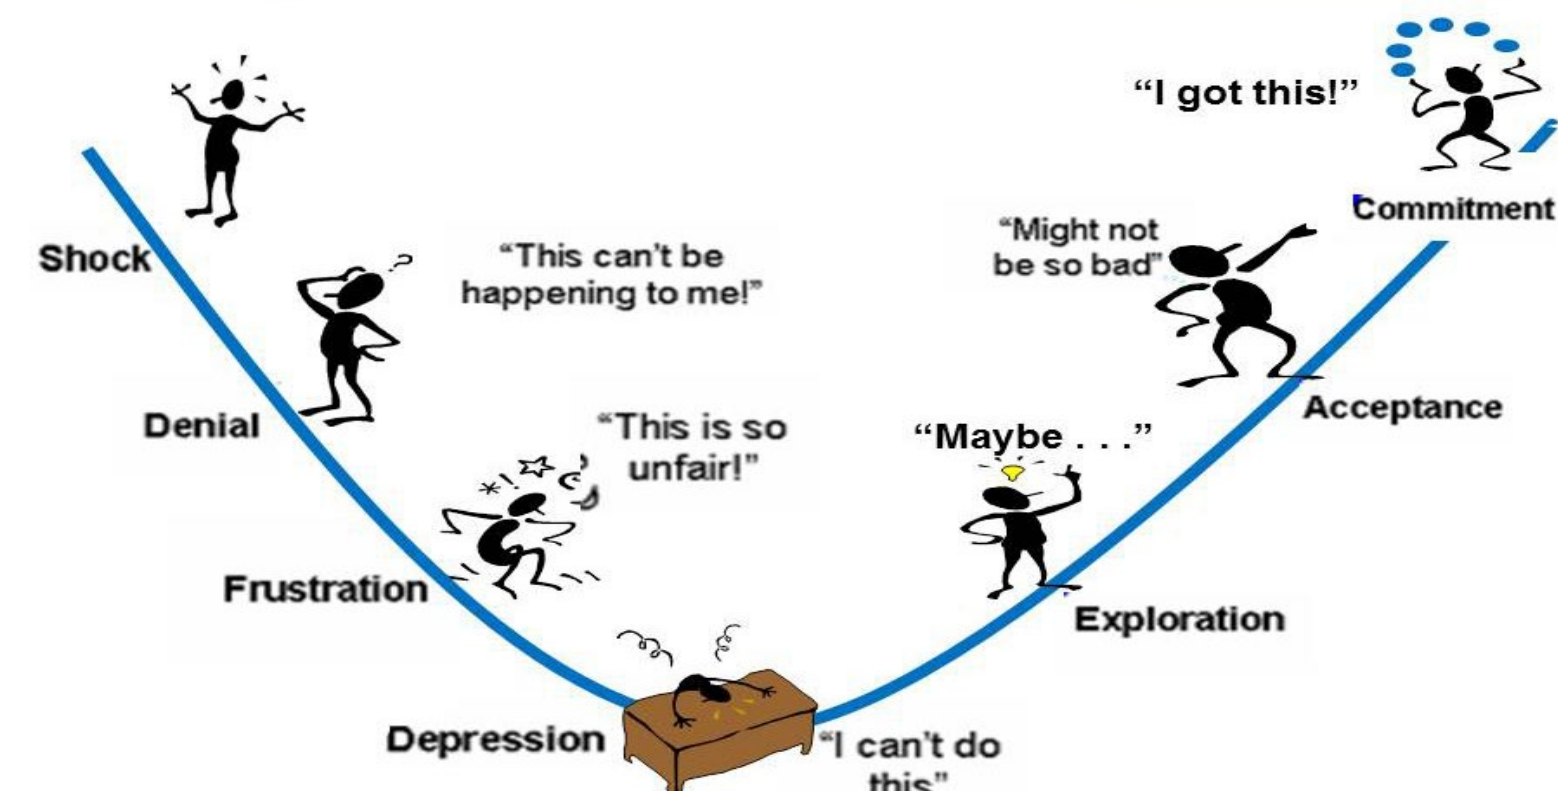 Shock
“This can’t be
happening to me!”
Denial
“This is so
unfair!”
Frustration
Depression
“I can’t do
this”
“Maybe . . .”
Exploration
“Might not
be so bad”
Acceptance
“I got this!”
Commitment